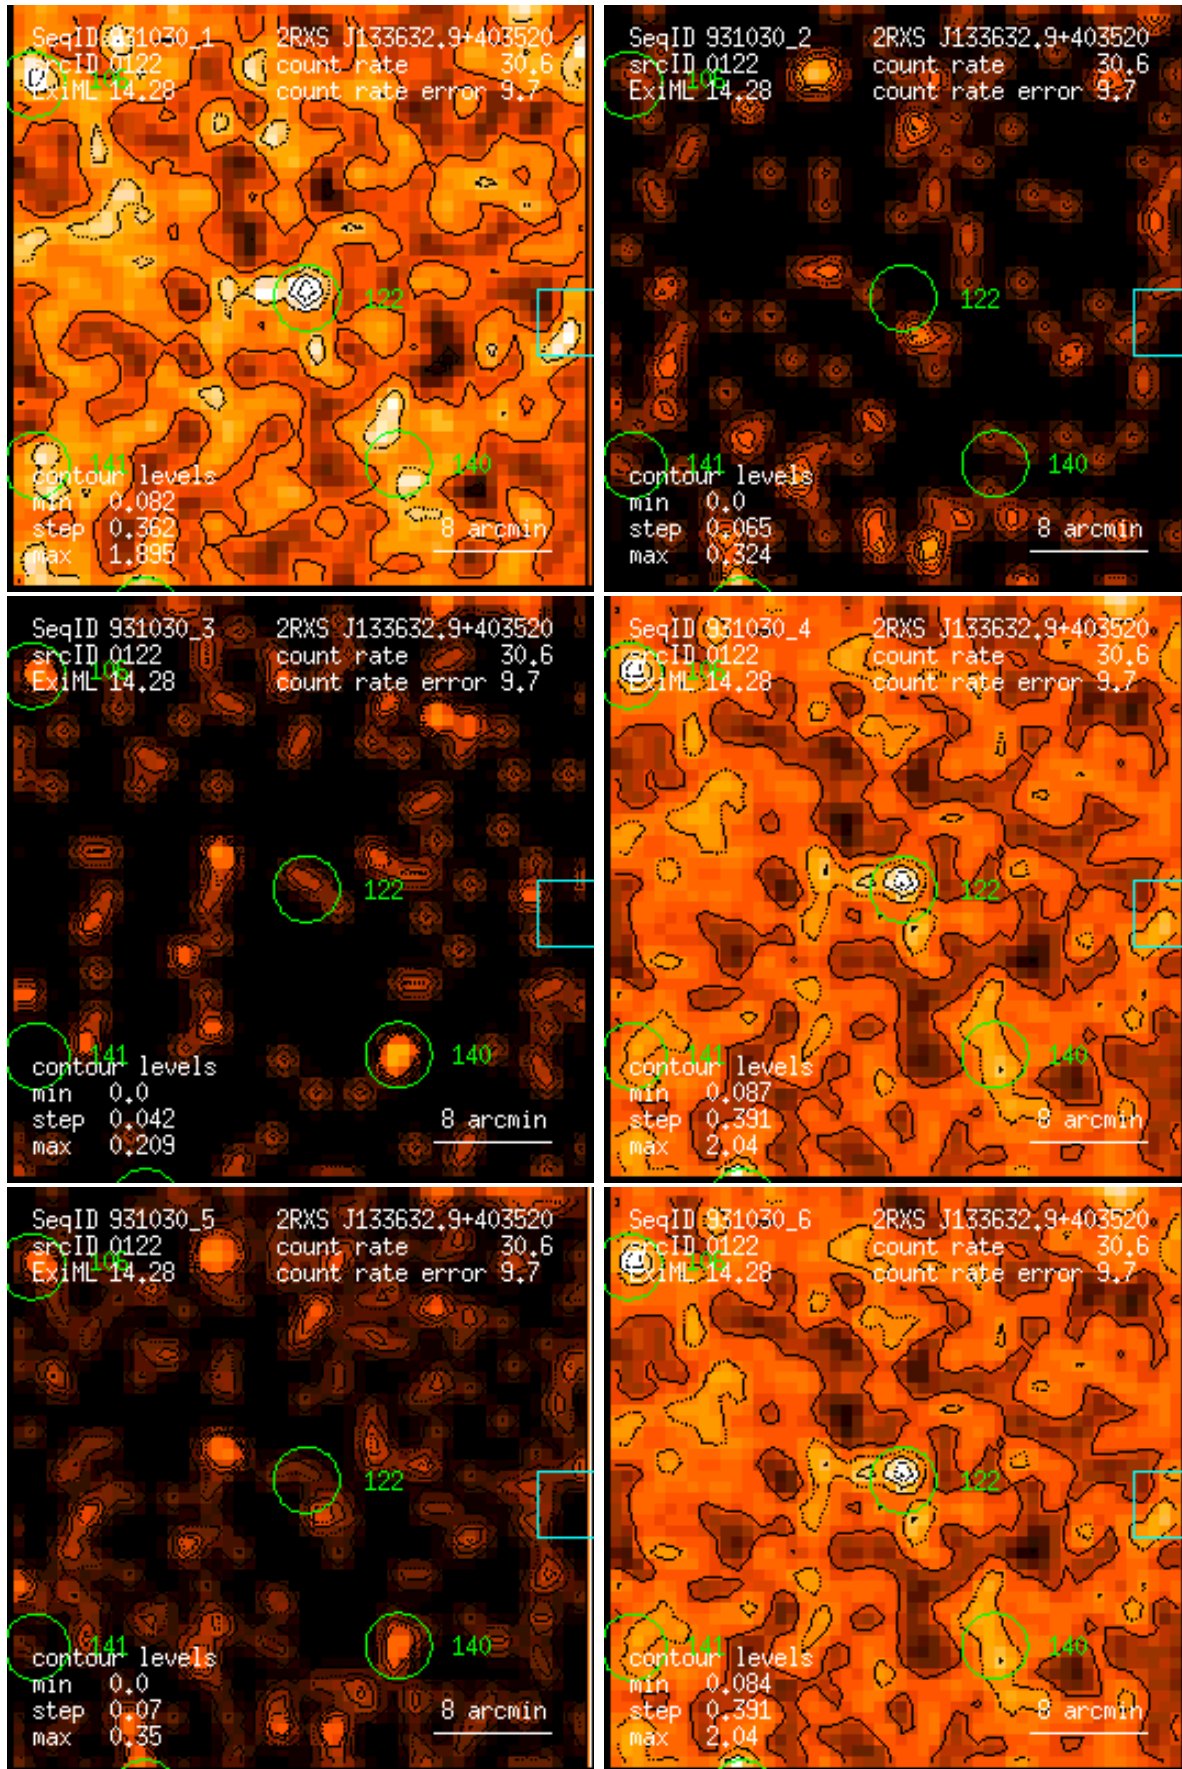 SeqID 931030_1 2RXS J133632.9+403520
srcID 0122 106 count rate 30.6
ExiML 14.28 count rate error 9.7
122
141 140
contour levels
min 0.082
step 0.362 8 arcmin
max 1.895
SeqID 931030_2 2RXS J133632.9+403520
srcID 0122 106 count rate 30.6
ExiML 14.28 count rate error 9.7
122
141 140
contour levels
min 0.0
step 0.065 8 arcmin
max 0.324
SeqID 931030_3 2RXS J133632.9+403520
srcID 0122 106 count rate 30.6
ExiML 14.28 count rate error 9.7
122
141 140
contour levels
min 0.0
step 0.042 8 arcmin
max 0.209
SeqID 931030_4 2RXS J133632.9+403520
srcID 0122 106 count rate 30.6
ExiML 14.28 count rate error 9.7
122
141 140
contour levels
min 0.087
step 0.391 8 arcmin
max 2.04
SeqID 931030_5 2RXS J133632.9+403520
srcID 0122 106 count rate 30.6
ExiML 14.28 count rate error 9.7
122
141 140
contour levels
min 0.0
step 0.07 8 arcmin
max 0.35
SeqID 931030_6 2RXS J133632.9+403520
srcID 0122 106 count rate 30.6
ExiML 14.28 count rate error 9.7
122
141 140
contour levels
min 0.084
step 0.391 8 arcmin
max 2.04